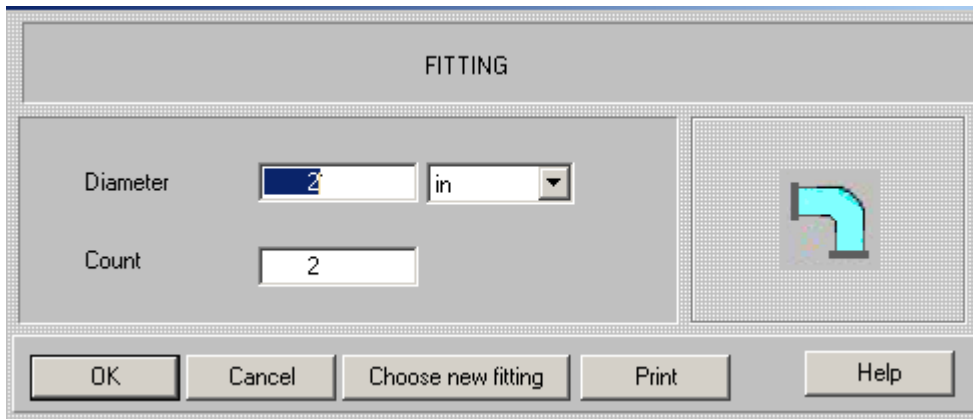 FITTING
Diameter 2 in
Count 2
OK Cancel Choose new fitting Print Help